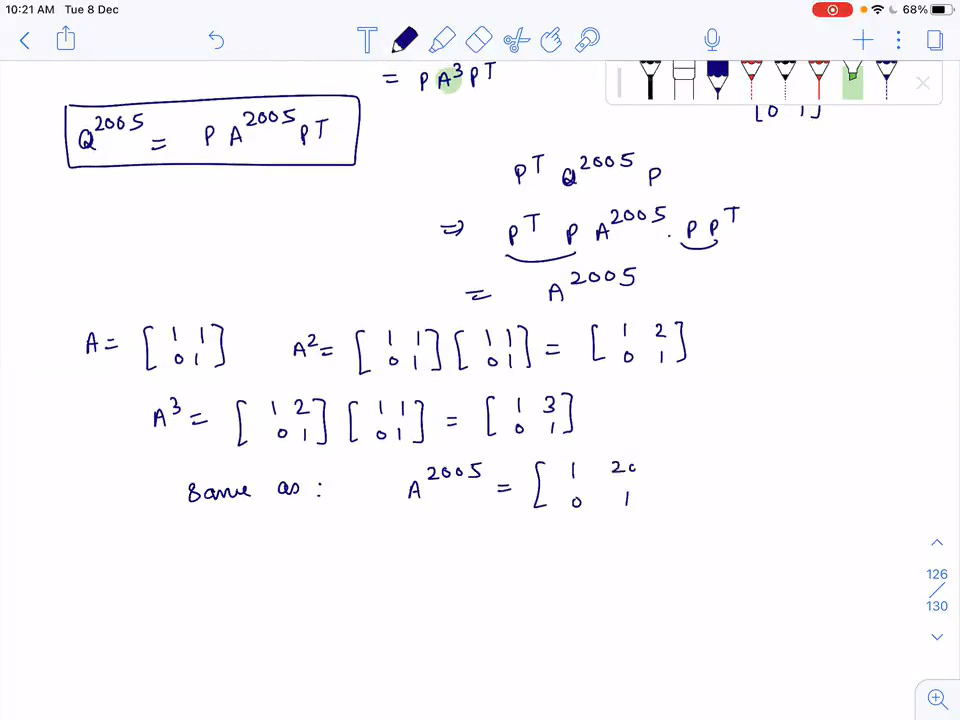 10:21 AM Tue 8 Dec
68%
= P A³ Pᵀ
[0 1]
Q²⁰⁰⁵ = P A²⁰⁰⁵ Pᵀ
Pᵀ Q²⁰⁰⁵ P
⇒ Pᵀ P A²⁰⁰⁵ . P Pᵀ
= A²⁰⁰⁵
A = [1 1; 0 1] A² = [1 1; 0 1] [1 1; 0 1] = [1 2; 0 1]
A³ = [1 2; 0 1] [1 1; 0 1] = [1 3; 0 1]
Same as : A²⁰⁰⁵ = [1 20; 0 1
126
130